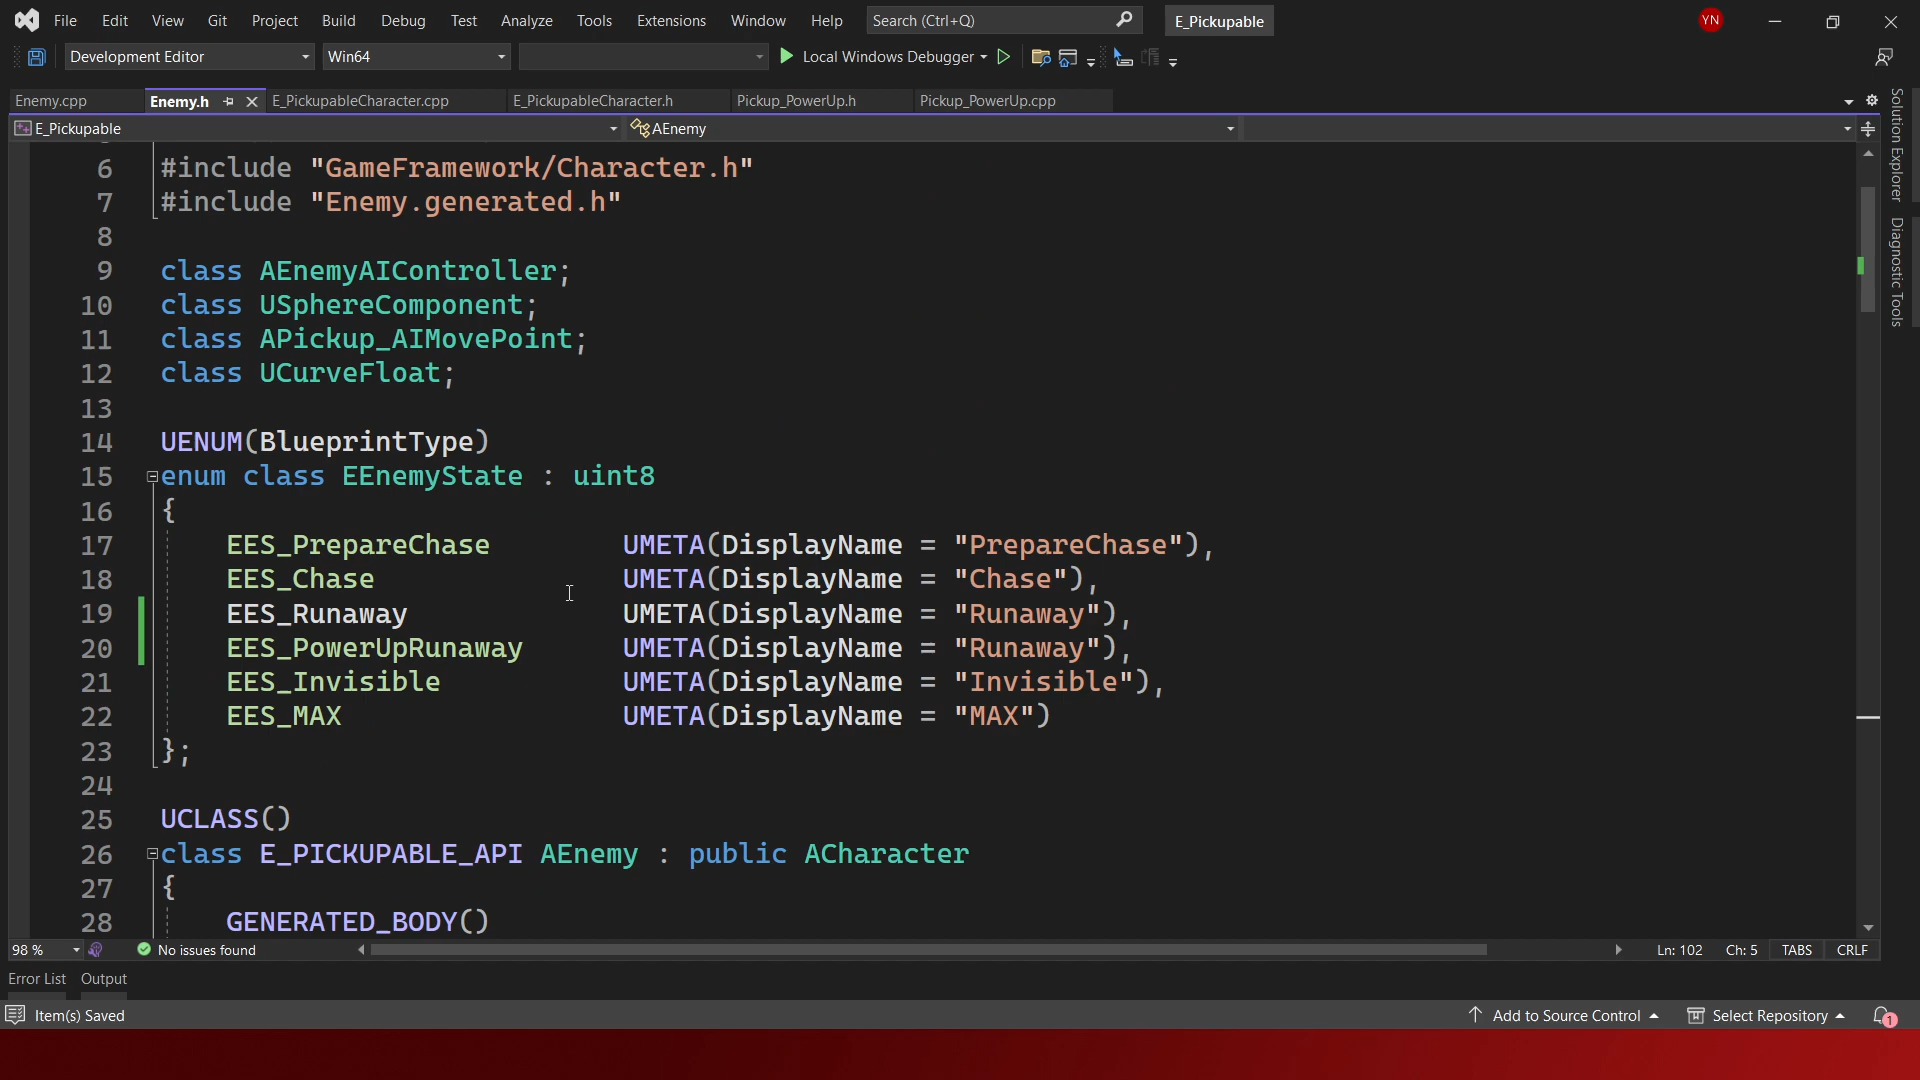 File Edit View Git Project Build Debug Test Analyze Tools Extensions Window Help Search (Ctrl+Q) E_Pickupable YN
Development Editor Win64 Local Windows Debugger
Enemy.cpp Enemy.h E_PickupableCharacter.cpp E_PickupableCharacter.h Pickup_PowerUp.h Pickup_PowerUp.cpp
E_Pickupable AEnemy
6 #include "GameFramework/Character.h"
7 #include "Enemy.generated.h"
8
9 class AEnemyAIController;
10 class USphereComponent;
11 class APickup_AIMovePoint;
12 class UCurveFloat;
13
14 UENUM(BlueprintType)
15 enum class EEnemyState : uint8
16 {
17 EES_PrepareChase UMETA(DisplayName = "PrepareChase"),
18 EES_Chase UMETA(DisplayName = "Chase"),
19 EES_Runaway UMETA(DisplayName = "Runaway"),
20 EES_PowerUpRunaway UMETA(DisplayName = "Runaway"),
21 EES_Invisible UMETA(DisplayName = "Invisible"),
22 EES_MAX UMETA(DisplayName = "MAX")
23 };
24
25 UCLASS()
26 class E_PICKUPABLE_API AEnemy : public ACharacter
27 {
28 GENERATED_BODY()
Solution Explorer
Diagnostic Tools
98 % No issues found Ln: 102 Ch: 5 TABS CRLF
Error List Output
Item(s) Saved Add to Source Control Select Repository 1